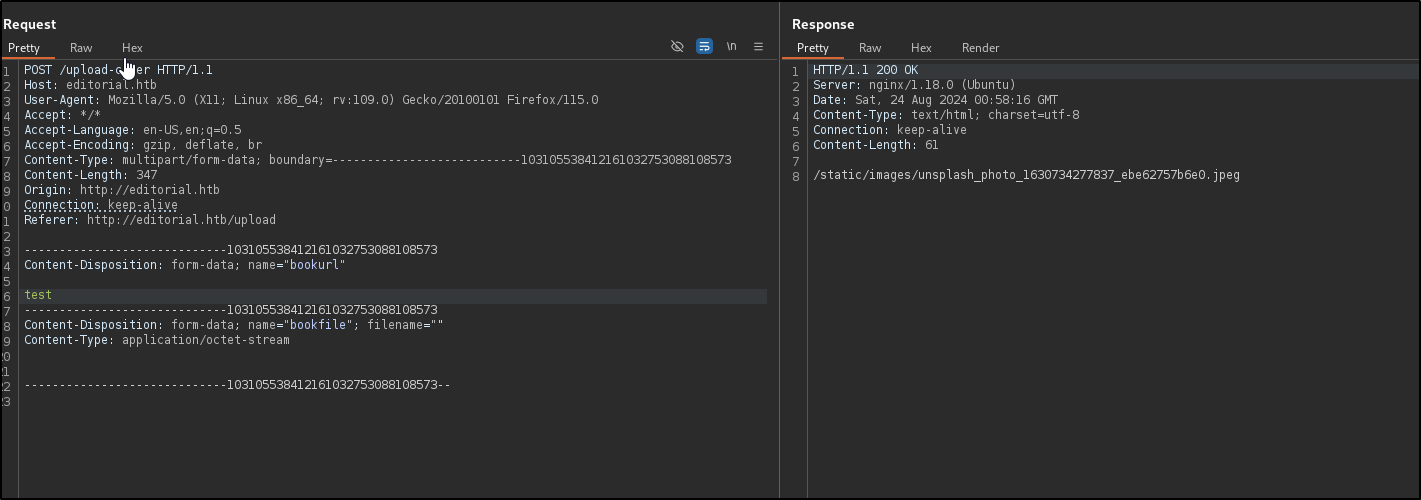 Request
Pretty Raw Hex \n
1 POST /upload- er HTTP/1.1
2 Host: editorial.htb
3 User-Agent: Mozilla/5.0 (X11; Linux x86_64; rv:109.0) Gecko/20100101 Firefox/115.0
4 Accept: */*
5 Accept-Language: en-US,en;q=0.5
6 Accept-Encoding: gzip, deflate, br
7 Content-Type: multipart/form-data; boundary=---------------------------103105538412161032753088108573
8 Content-Length: 347
9 Origin: http://editorial.htb
0 Connection: keep-alive
1 Referer: http://editorial.htb/upload
2
3 -----------------------------103105538412161032753088108573
4 Content-Disposition: form-data; name="bookurl"
5
6 test
7 -----------------------------103105538412161032753088108573
8 Content-Disposition: form-data; name="bookfile"; filename=""
9 Content-Type: application/octet-stream
20
21
22 -----------------------------103105538412161032753088108573--
23
Response
Pretty Raw Hex Render
1 HTTP/1.1 200 OK
2 Server: nginx/1.18.0 (Ubuntu)
3 Date: Sat, 24 Aug 2024 00:58:16 GMT
4 Content-Type: text/html; charset=utf-8
5 Connection: keep-alive
6 Content-Length: 61
7
8 /static/images/unsplash_photo_1630734277837_ebe62757b6e0.jpeg